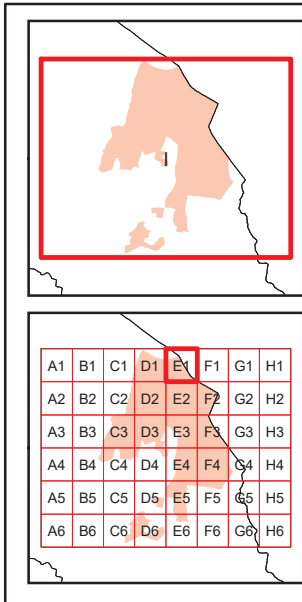 A1 B1 C1 D1 E1 F1 G1 H1
A2 B2 C2 D2 E2 F2 G2 H2
A3 B3 C3 D3 E3 F3 G3 H3
A4 B4 C4 D4 E4 F4 G4 H4
A5 B5 C5 D5 E5 F5 G5 H5
A6 B6 C6 D6 E6 F6 G6 H6